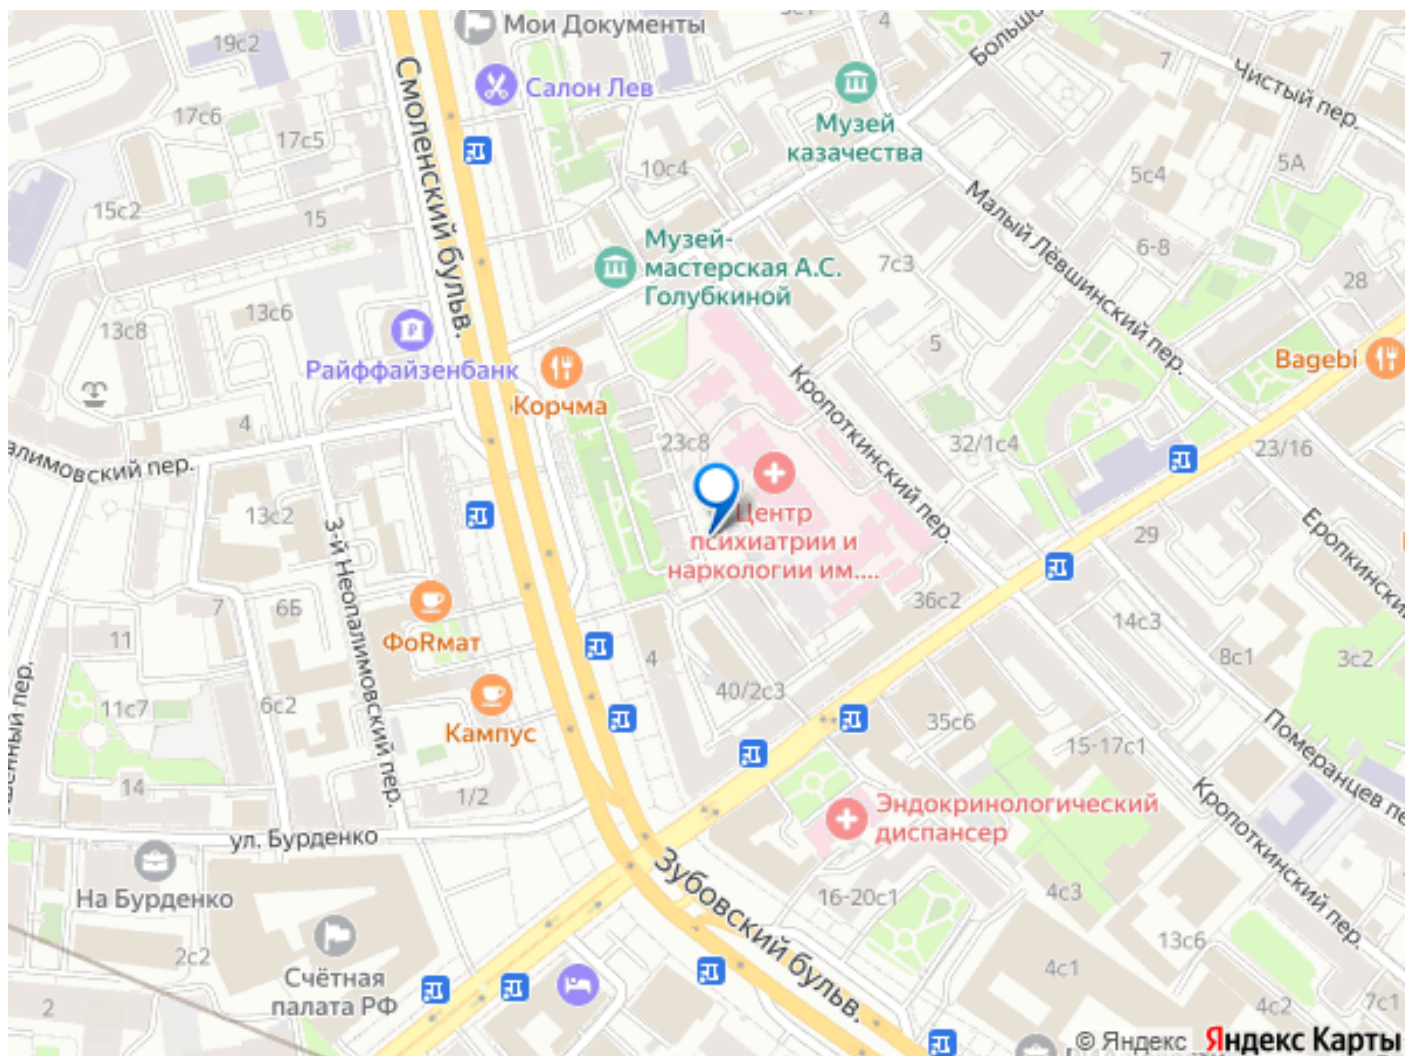 Мои Документы
4
Большо
19с2
7
Чистый пер.
Салон Лев
Смоленский бульв.
17с6
17с5
Музей
казачества
10с4
5А
5с4
15с2
15
Малый Лёвшинский пер.
6-8
Музей-
мастерская А.С.
Голубкиной
7с3
28
13с8
13с6
Райффайзенбанк
5
Bagebi
Корчма
Кропоткинский пер.
4
23с8
32/1с4
23/16
алимовский пер.
13с2
3-й Неопалимовский пер.
Центр
психиатрии и
наркологии им....
29
Еропкинский
7
6Б
36с2
11
ФоRмат
14с3
4
8с1
3с2
40/2с3
6с2
11с7
Кампус
35с6
15-17с1
Померанцев пе
14
1/2
Кропоткинский пер.
Эндокринологический
диспансер
ул. Бурденко
Зубовский бульв.
На Бурденко
16-20с1
4с3
13с6
2с2
Счётная
палата РФ
4с1
2
4с2
7с1
© Яндекс Яндекс Карты